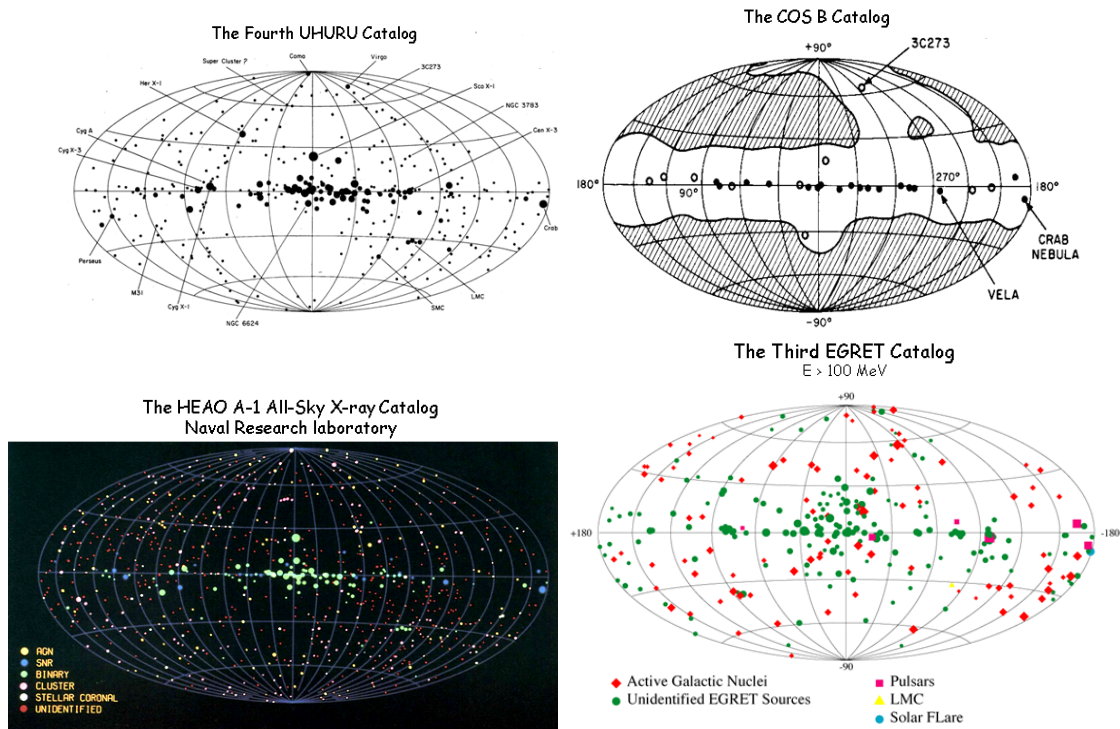 The Fourth UHURU Catalog
Coma
Virgo
Super Cluster ?
3C273
Her X-1
Sco X-1
NGC 3783
Cyg A
Cen X-3
Cyg X-3
Crab
Perseus
M31
LMC
Cyg X-1
SMC
NGC 6624
The COS B Catalog
+90°
3C273
180°
90°
270°
180°
CRAB
NEBULA
VELA
-90°
The HEAO A-1 All-Sky X-ray Catalog
Naval Research laboratory
AGN
SNR
BINARY
CLUSTER
STELLAR CORONAL
UNIDENTIFIED
The Third EGRET Catalog
E > 100 MeV
+90
+180
-180
-90
Active Galactic Nuclei
Unidentified EGRET Sources
Pulsars
LMC
Solar FLare